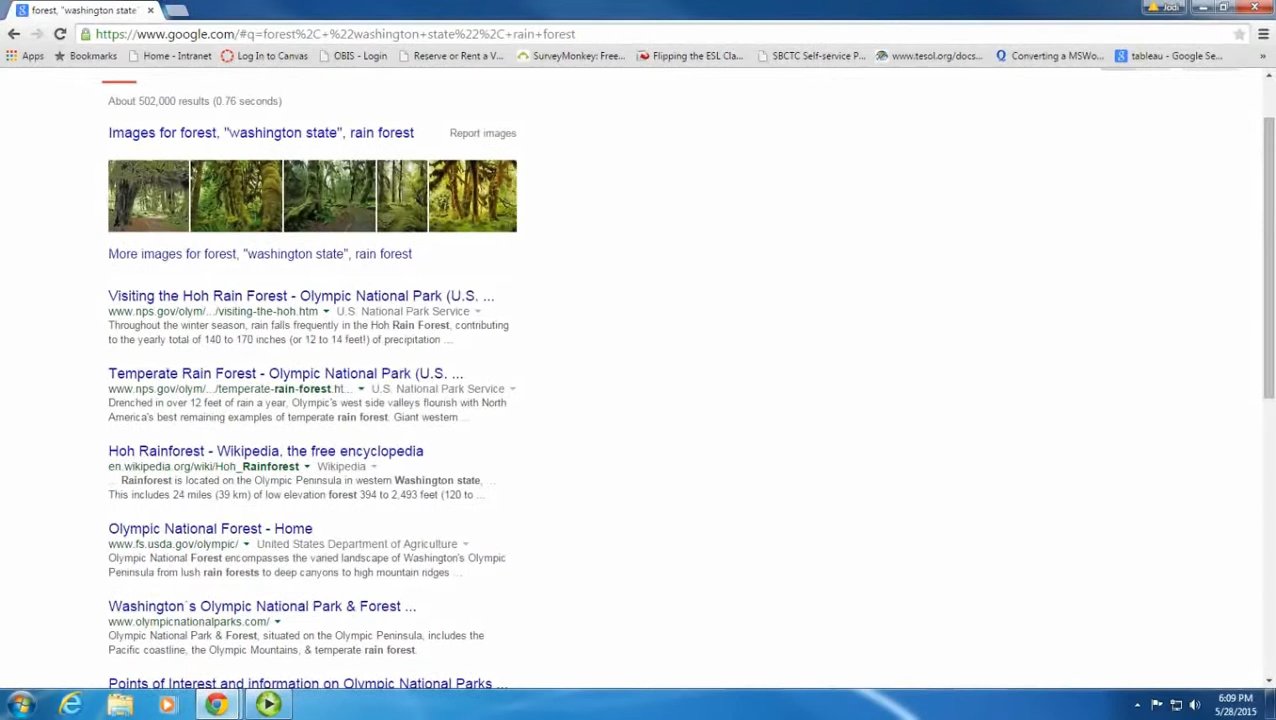 forest, "washington state"
Jodi
https://www.google.com/#q=forest%2C+%22washington+state%22%2C+rain+forest
Apps Bookmarks Home - Intranet Log In to Canvas OBIS - Login Reserve or Rent a V... SurveyMonkey: Free... Flipping the ESL Cla... SBCTC Self-service P... www.tesol.org/docs... Converting a MSWo... tableau - Google Se... »
About 502,000 results (0.76 seconds)
Images for forest, "washington state", rain forest Report images
More images for forest, "washington state", rain forest
Visiting the Hoh Rain Forest - Olympic National Park (U.S. ...
www.nps.gov/olym/.../visiting-the-hoh.htm U.S. National Park Service
Throughout the winter season, rain falls frequently in the Hoh Rain Forest, contributing
to the yearly total of 140 to 170 inches (or 12 to 14 feet!) of precipitation ...
Temperate Rain Forest - Olympic National Park (U.S. ...
www.nps.gov/olym/.../temperate-rain-forest.ht... U.S. National Park Service
Drenched in over 12 feet of rain a year, Olympic's west side valleys flourish with North
America's best remaining examples of temperate rain forest. Giant western ...
Hoh Rainforest - Wikipedia, the free encyclopedia
en.wikipedia.org/wiki/Hoh_Rainforest Wikipedia
... Rainforest is located on the Olympic Peninsula in western Washington state, ...
This includes 24 miles (39 km) of low elevation forest 394 to 2,493 feet (120 to ...
Olympic National Forest - Home
www.fs.usda.gov/olympic/ United States Department of Agriculture
Olympic National Forest encompasses the varied landscape of Washington's Olympic
Peninsula from lush rain forests to deep canyons to high mountain ridges ...
Washington`s Olympic National Park & Forest ...
www.olympicnationalparks.com/
Olympic National Park & Forest, situated on the Olympic Peninsula, includes the
Pacific coastline, the Olympic Mountains, & temperate rain forest.
Points of Interest and information on Olympic National Parks ...
6:09 PM
5/28/2015